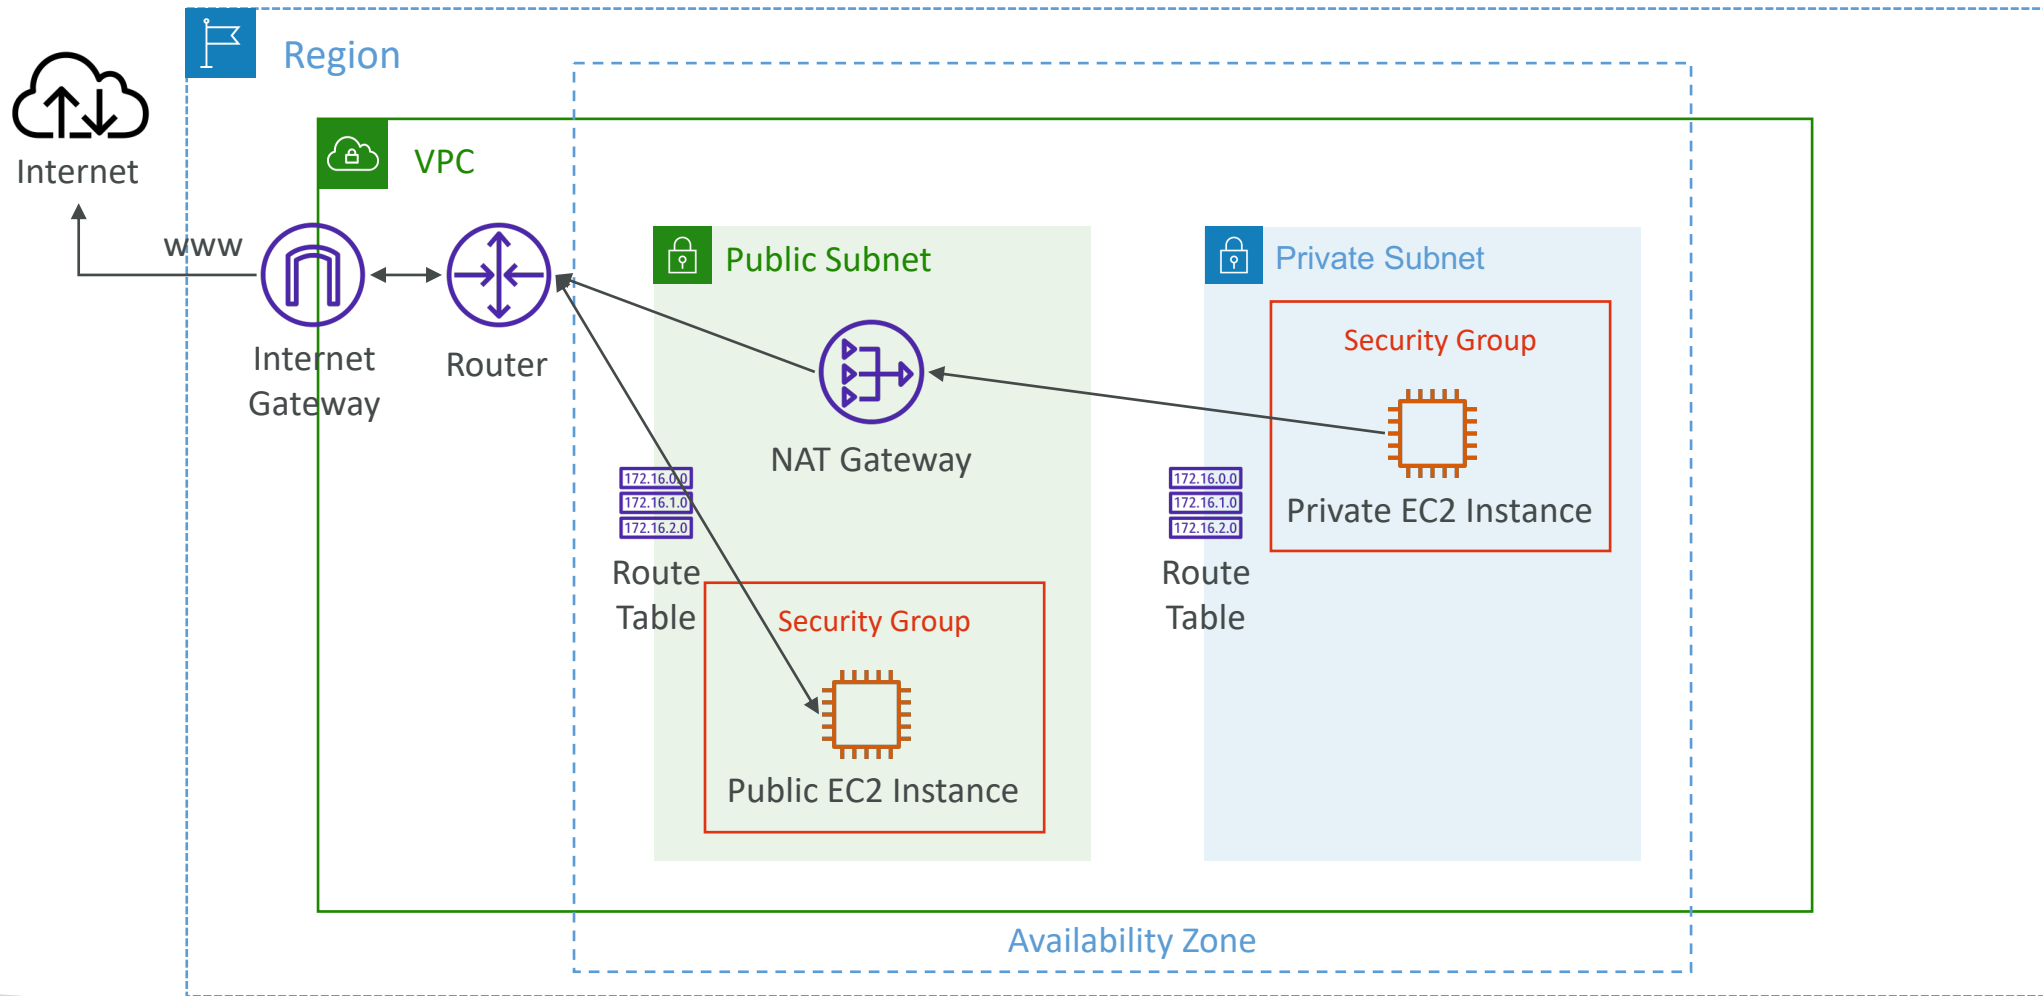 Region
Internet
VPC
www
Public Subnet
Private Subnet
Security Group
Internet
Gateway
Router
NAT Gateway
172.16.0.0
172.16.1.0
172.16.2.0
172.16.0.0
172.16.1.0
172.16.2.0
Private EC2 Instance
Route
Table
Route
Table
Security Group
Public EC2 Instance
Availability Zone